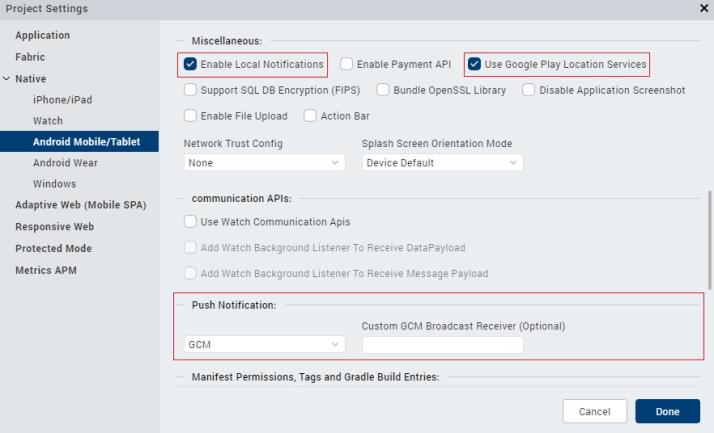 Project Settings
Application
Fabric
Native
iPhone/iPad
Watch
Android Mobile/Tablet
Android Wear
Windows
Adaptive Web (Mobile SPA)
Responsive Web
Protected Mode
Metrics APM
Miscellaneous:
Enable Local Notifications Enable Payment API Use Google Play Location Services
Support SQL DB Encryption (FIPS) Bundle OpenSSL Library Disable Application Screenshot
Enable File Upload Action Bar
Network Trust Config Splash Screen Orientation Mode
None Device Default
communication APIs:
Use Watch Communication Apis
Add Watch Background Listener To Receive DataPayload
Add Watch Background Listener To Receive Message Payload
Push Notification:
Custom GCM Broadcast Receiver (Optional)
GCM
Manifest Permissions, Tags and Gradle Build Entries:
Cancel Done